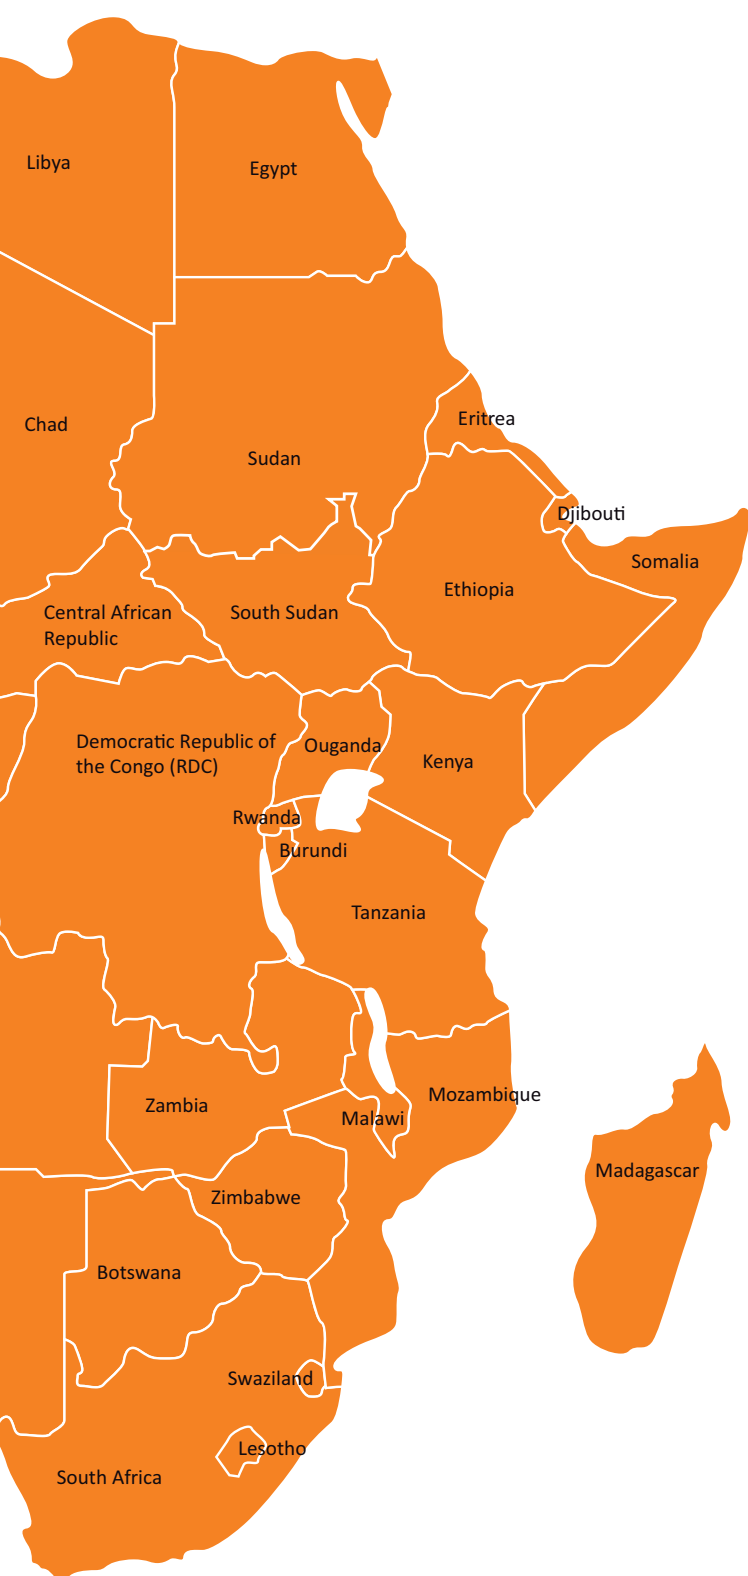 Libya
Egypt
Chad
Eritrea
Sudan
Djibouti
Somalia
Ethiopia
Central African
Republic
South Sudan
Democratic Republic of
the Congo (RDC)
Ouganda
Kenya
Rwanda
Burundi
Tanzania
Mozambique
Zambia
Malawi
Madagascar
Zimbabwe
Botswana
Swaziland
Lesotho
South Africa